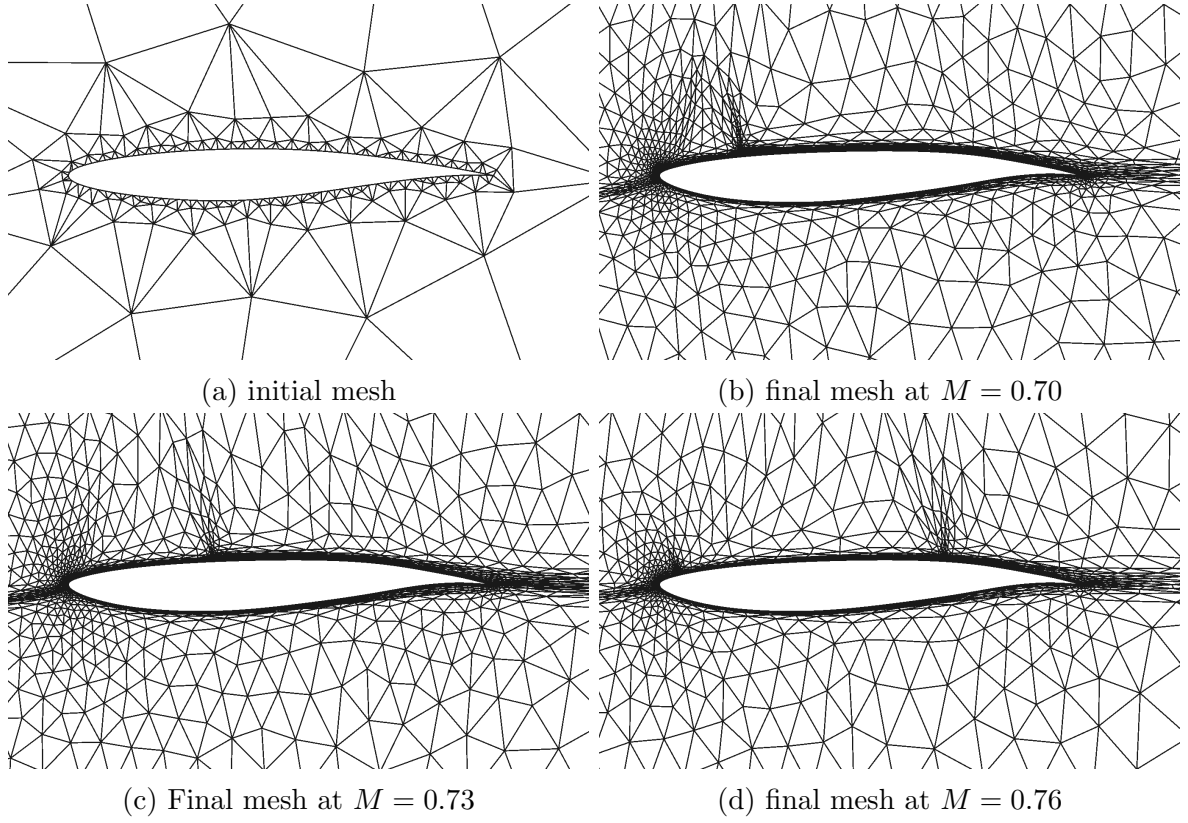 (a) initial mesh
(b) final mesh at M = 0.70
(c) Final mesh at M = 0.73
(d) final mesh at M = 0.76